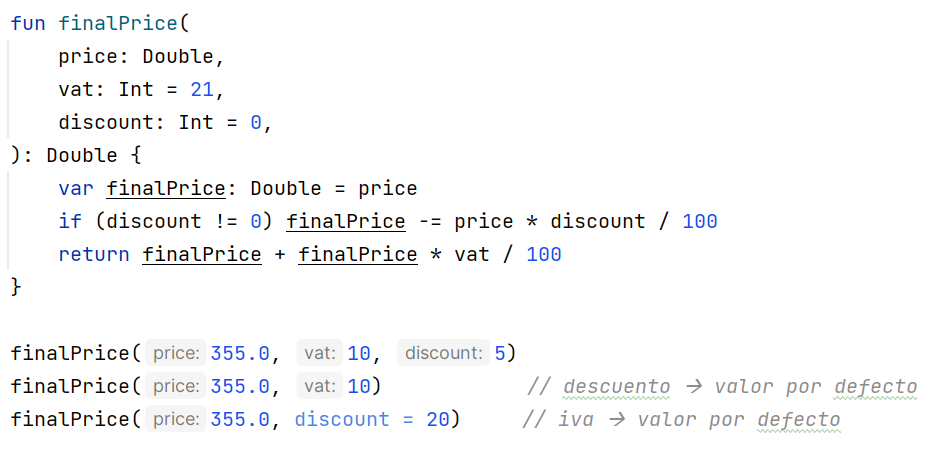 fun finalPrice(
    price: Double,
    vat: Int = 21,
    discount: Int = 0,
): Double {
    var finalPrice: Double = price
    if (discount != 0) finalPrice -= price * discount / 100
    return finalPrice + finalPrice * vat / 100
}
finalPrice( price: 355.0, vat: 10, discount: 5)
finalPrice( price: 355.0, vat: 10) // descuento → valor por defecto
finalPrice( price: 355.0, discount = 20) // iva → valor por defecto